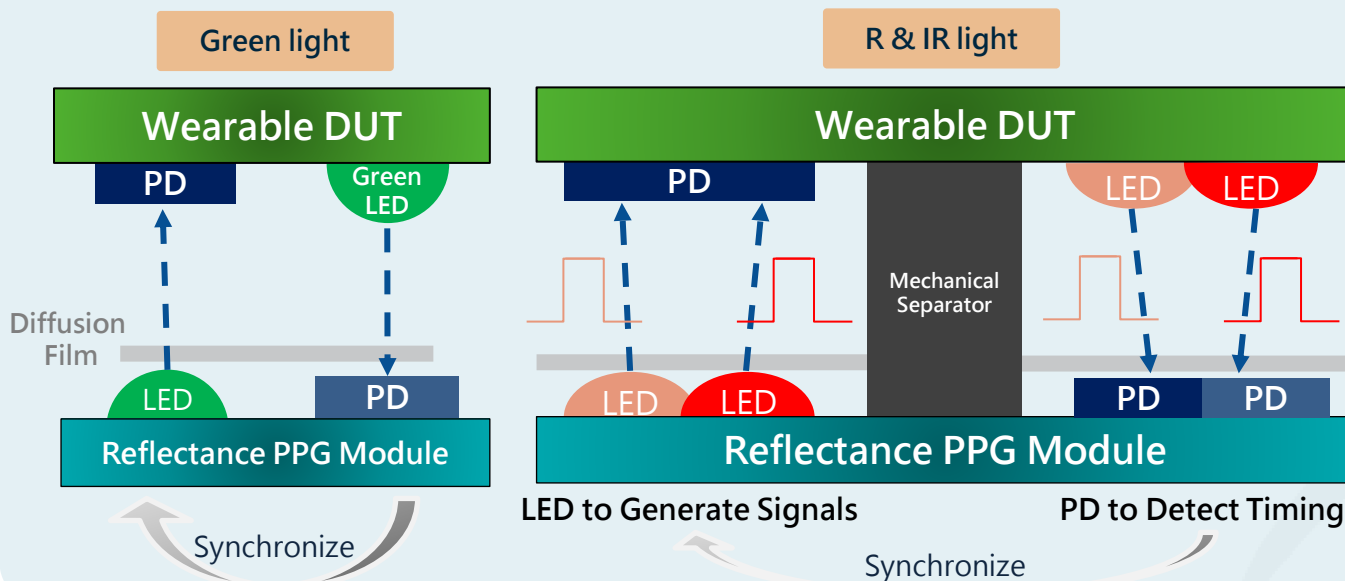 Green light
Wearable DUT
PD
Green
LED
Diffusion
Film
LED
PD
Reflectance PPG Module
Synchronize
R & IR light
Wearable DUT
PD
LED
LED
Mechanical
Separator
LED
LED
PD
PD
Reflectance PPG Module
LED to Generate Signals
PD to Detect Timing
Synchronize